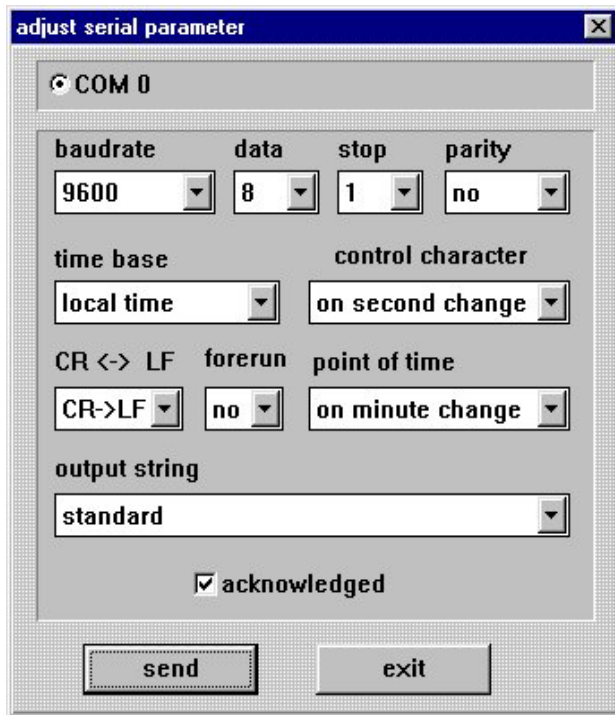 adjust serial parameter
COM 0
baudrate data stop parity
9600 8 1 no
time base control character
local time on second change
CR <-> LF forerun point of time
CR->LF no on minute change
output string
standard
acknowledged
send exit